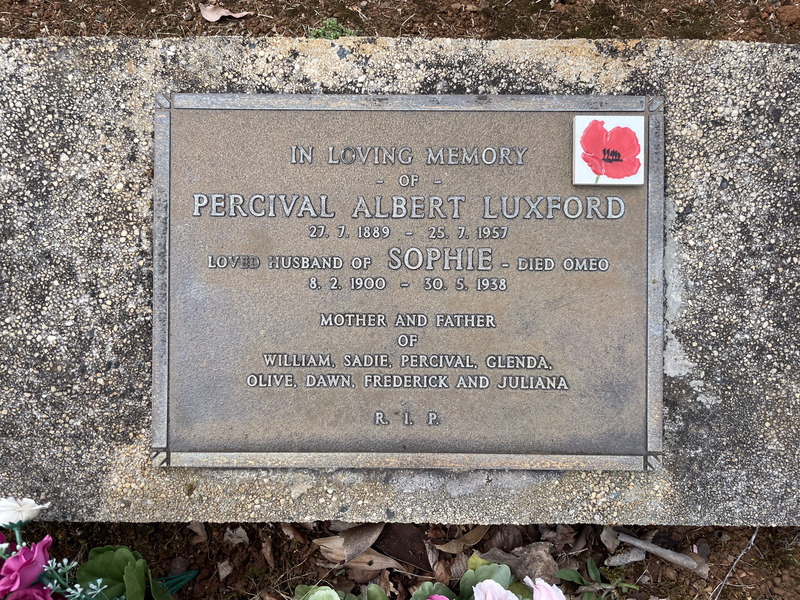 IN LOVING MEMORY
- OF -
PERCIVAL ALBERT LUXFORD
27. 7. 1889 - 25. 7. 1957
LOVED HUSBAND OF SOPHIE - DIED OMEO
8. 2. 1900 - 30. 5. 1938
MOTHER AND FATHER
OF
WILLIAM, SADIE, PERCIVAL, GLENDA,
OLIVE, DAWN, FREDERICK AND JULIANA
R. I. P.